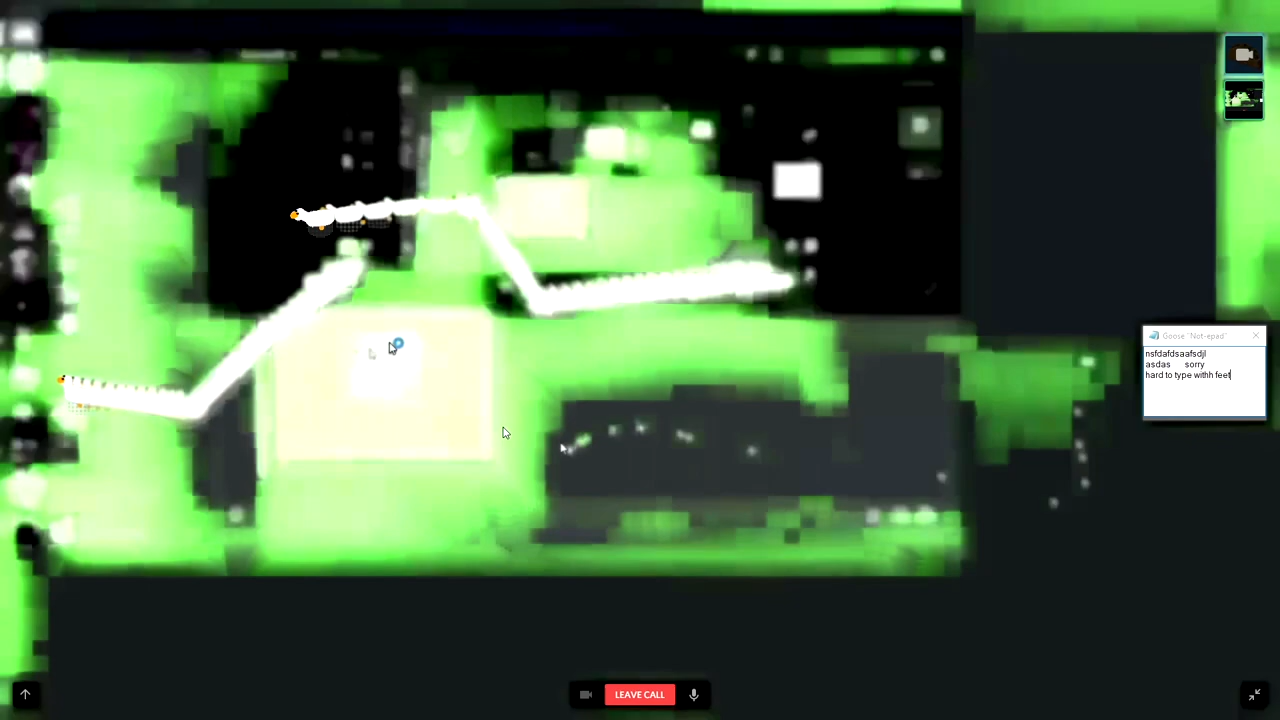 Goose "Not-epad"
nsfdafdsaafsdjl
asdas sorry
hard to type withh feet
LEAVE CALL